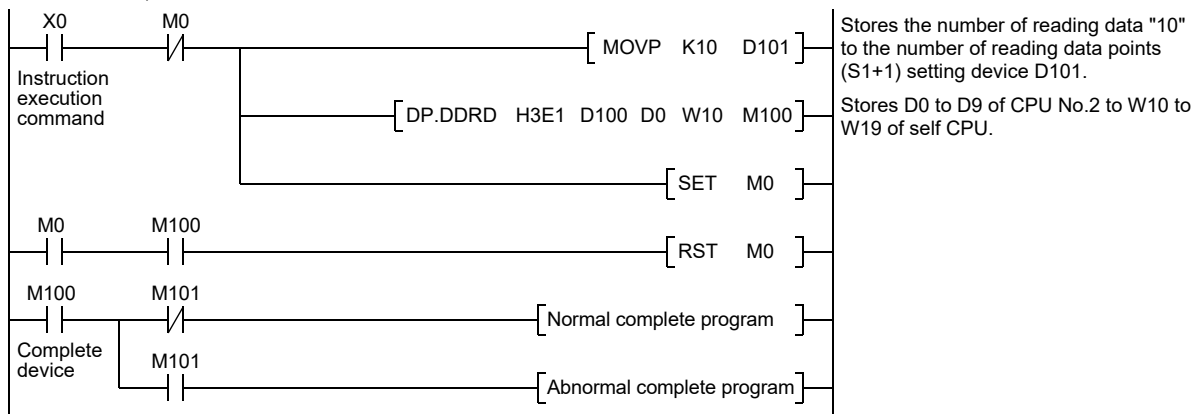 X0 M0
[ MOVP K10 D101 ]
Stores the number of reading data "10"
to the number of reading data points
(S1+1) setting device D101.
Instruction
execution
command
[ DP.DDRD H3E1 D100 D0 W10 M100 ]
Stores D0 to D9 of CPU No.2 to W10 to
W19 of self CPU.
[ SET M0 ]
M0 M100
[ RST M0 ]
M100 M101
[ Normal complete program ]
Complete
device
M101
[ Abnormal complete program ]